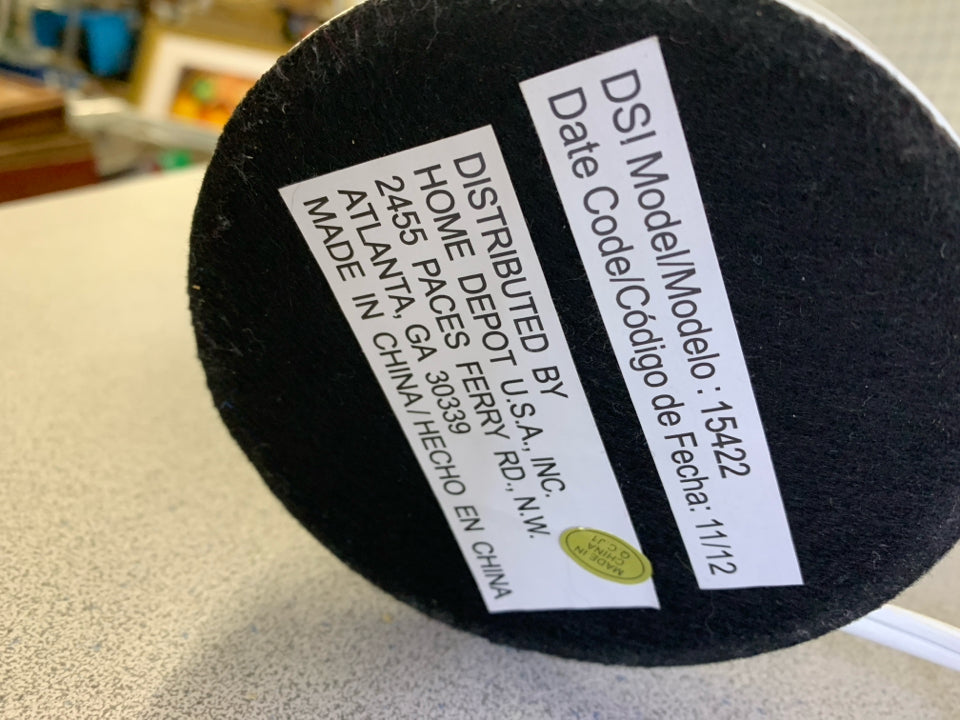 DSI Model/Modelo : 15422
Date Code/Código de Fecha: 11/12
DISTRIBUTED BY
HOME DEPOT U.S.A., INC.
2455 PACES FERRY RD., N.W.
ATLANTA, GA 30339
MADE IN CHINA/HECHO EN CHINA
MADE IN
CHINA
Q C J1